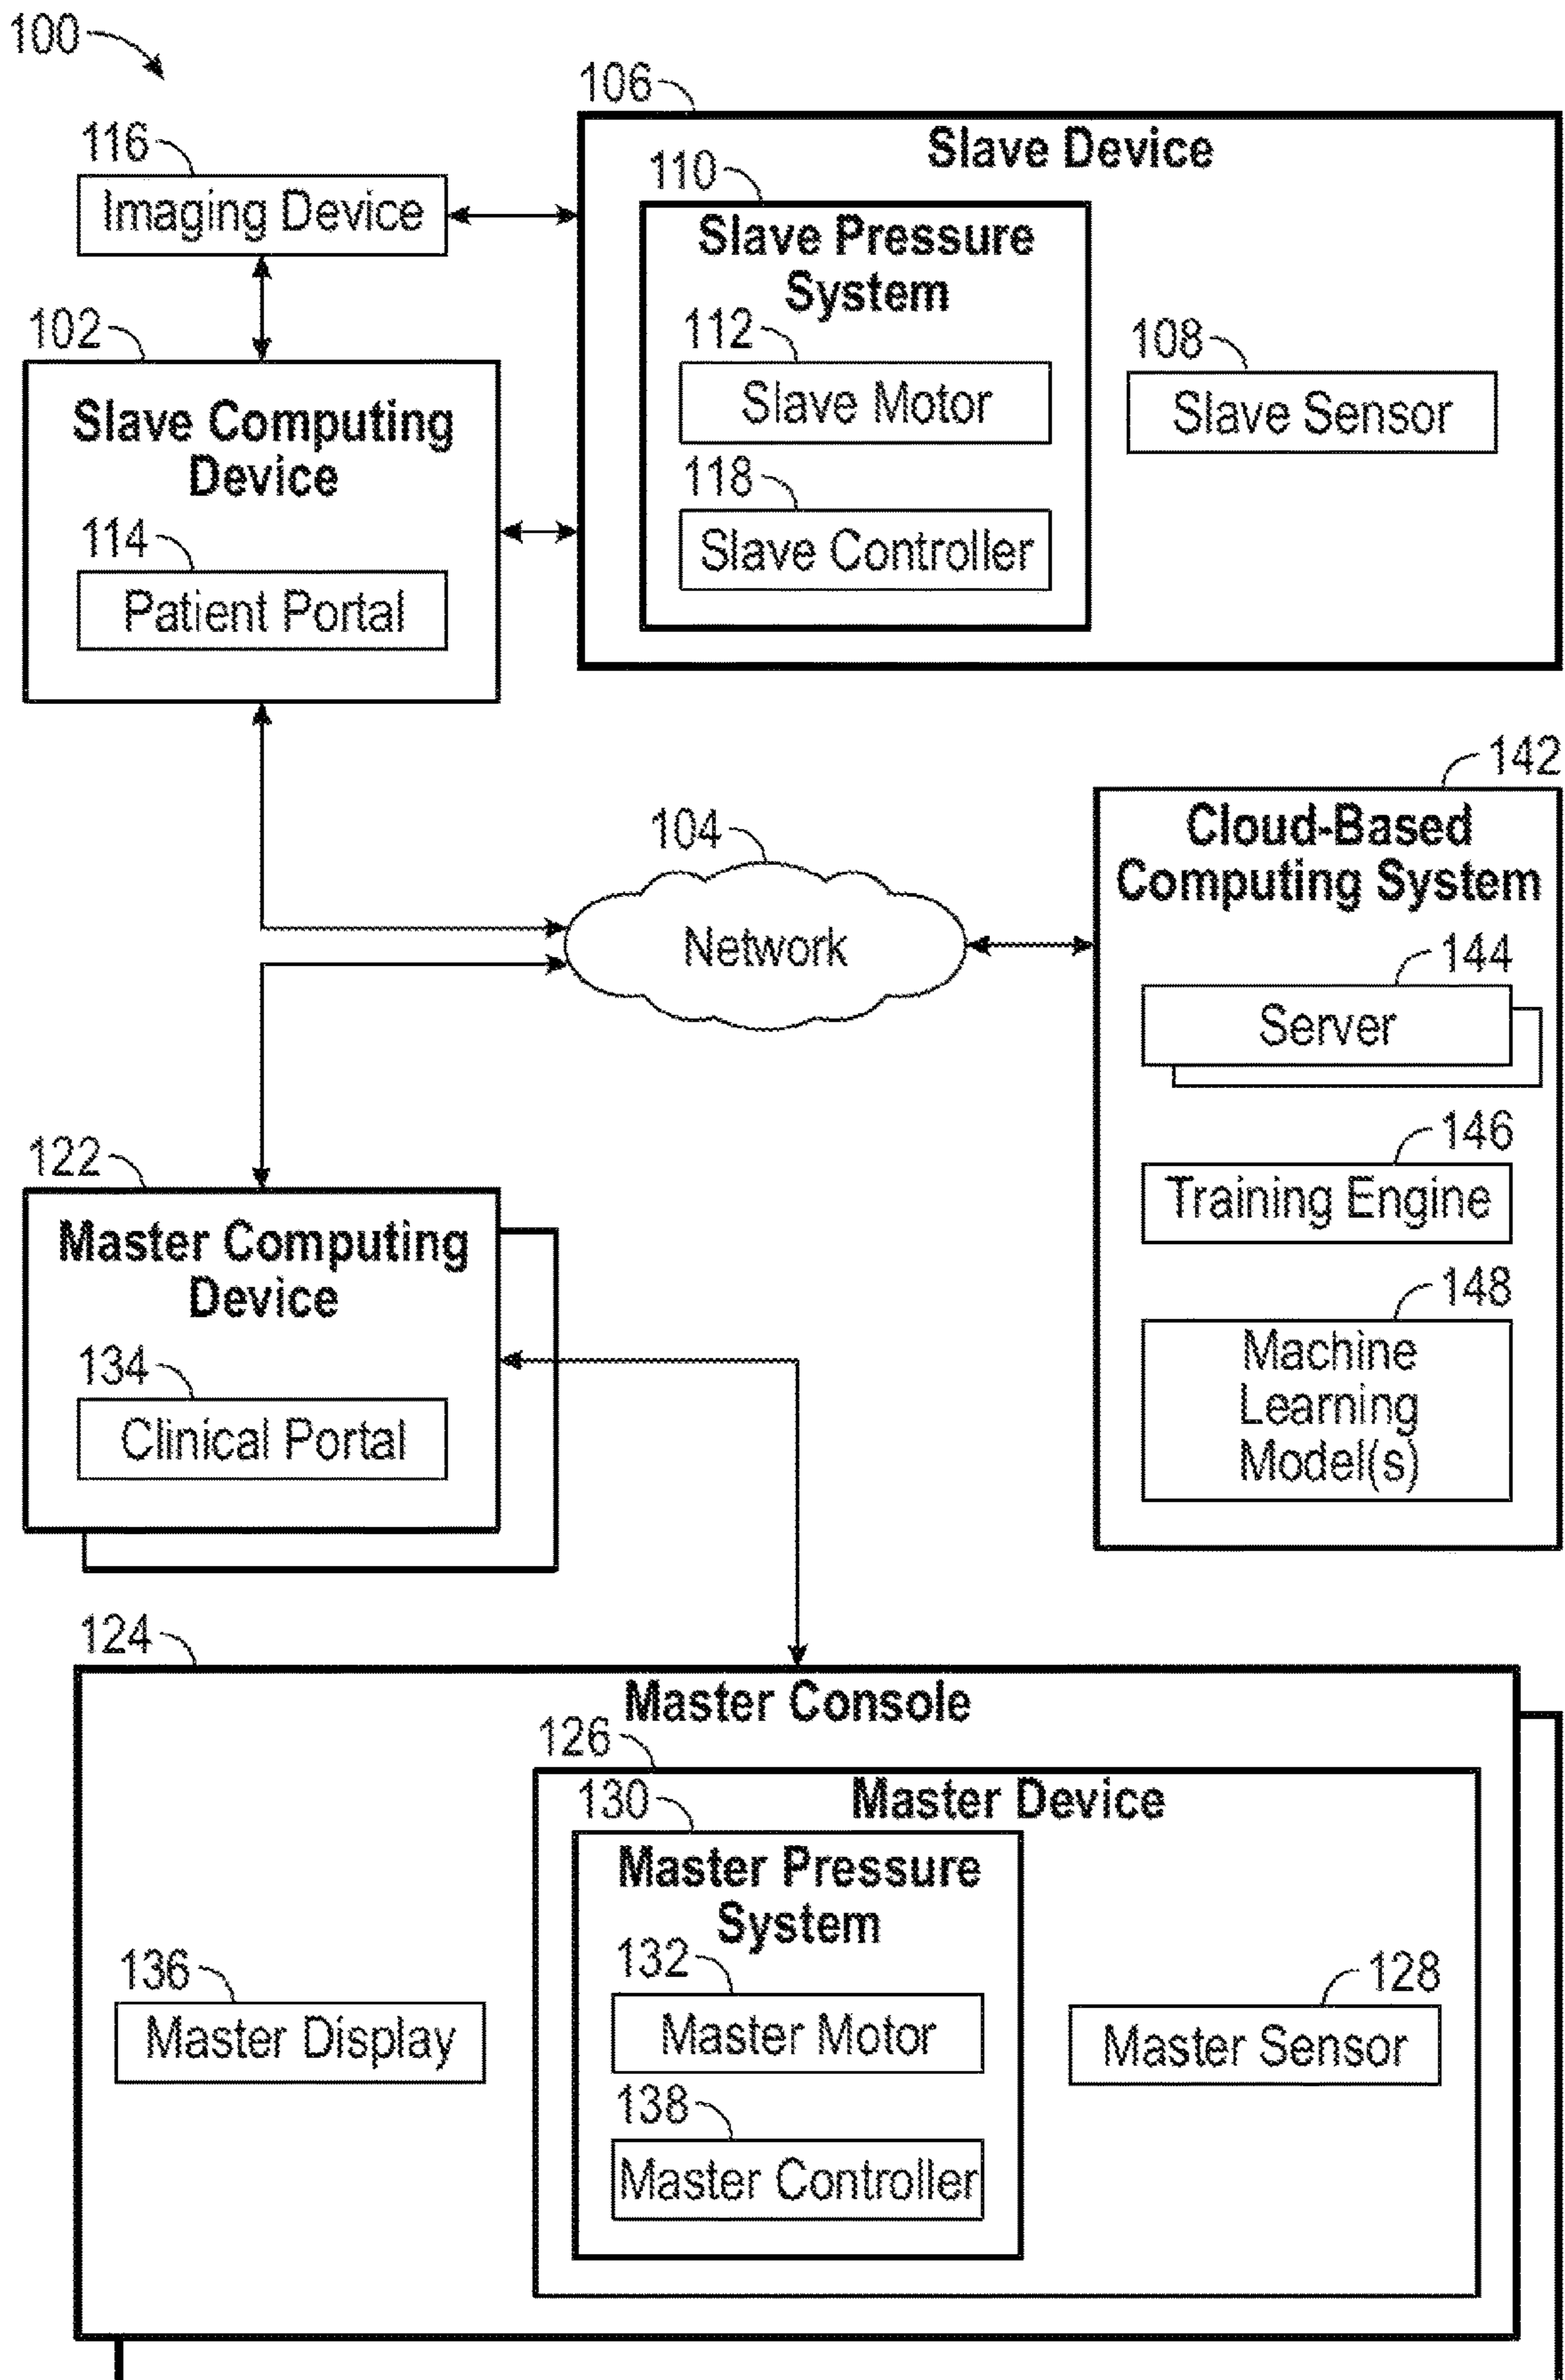 100
106
116
Slave Device
110
Imaging Device
Slave Pressure
System
102
112
108
Slave Motor
Slave Sensor
Slave Computing
Device
118
114
Slave Controller
Patient Portal
142
104
Cloud-Based
Computing System
Network
144
Server
122
146
Master Computing
Device
Training Engine
148
134
Machine
Learning
Model(s)
Clinical Portal
124
Master Console
126
130
Master Device
Master Pressure
System
136
132
128
Master Display
Master Motor
Master Sensor
138
Master Controller